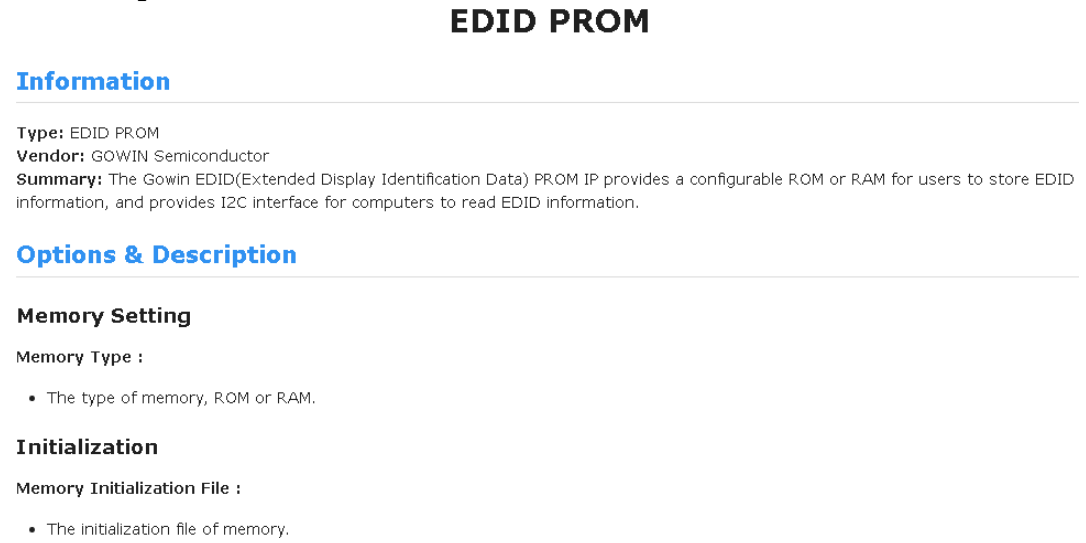 EDID PROM
Information
Type: EDID PROM
Vendor: GOWIN Semiconductor
Summary: The Gowin EDID(Extended Display Identification Data) PROM IP provides a configurable ROM or RAM for users to store EDID
information, and provides I2C interface for computers to read EDID information.
Options & Description
Memory Setting
Memory Type :
• The type of memory, ROM or RAM.
Initialization
Memory Initialization File :
• The initialization file of memory.